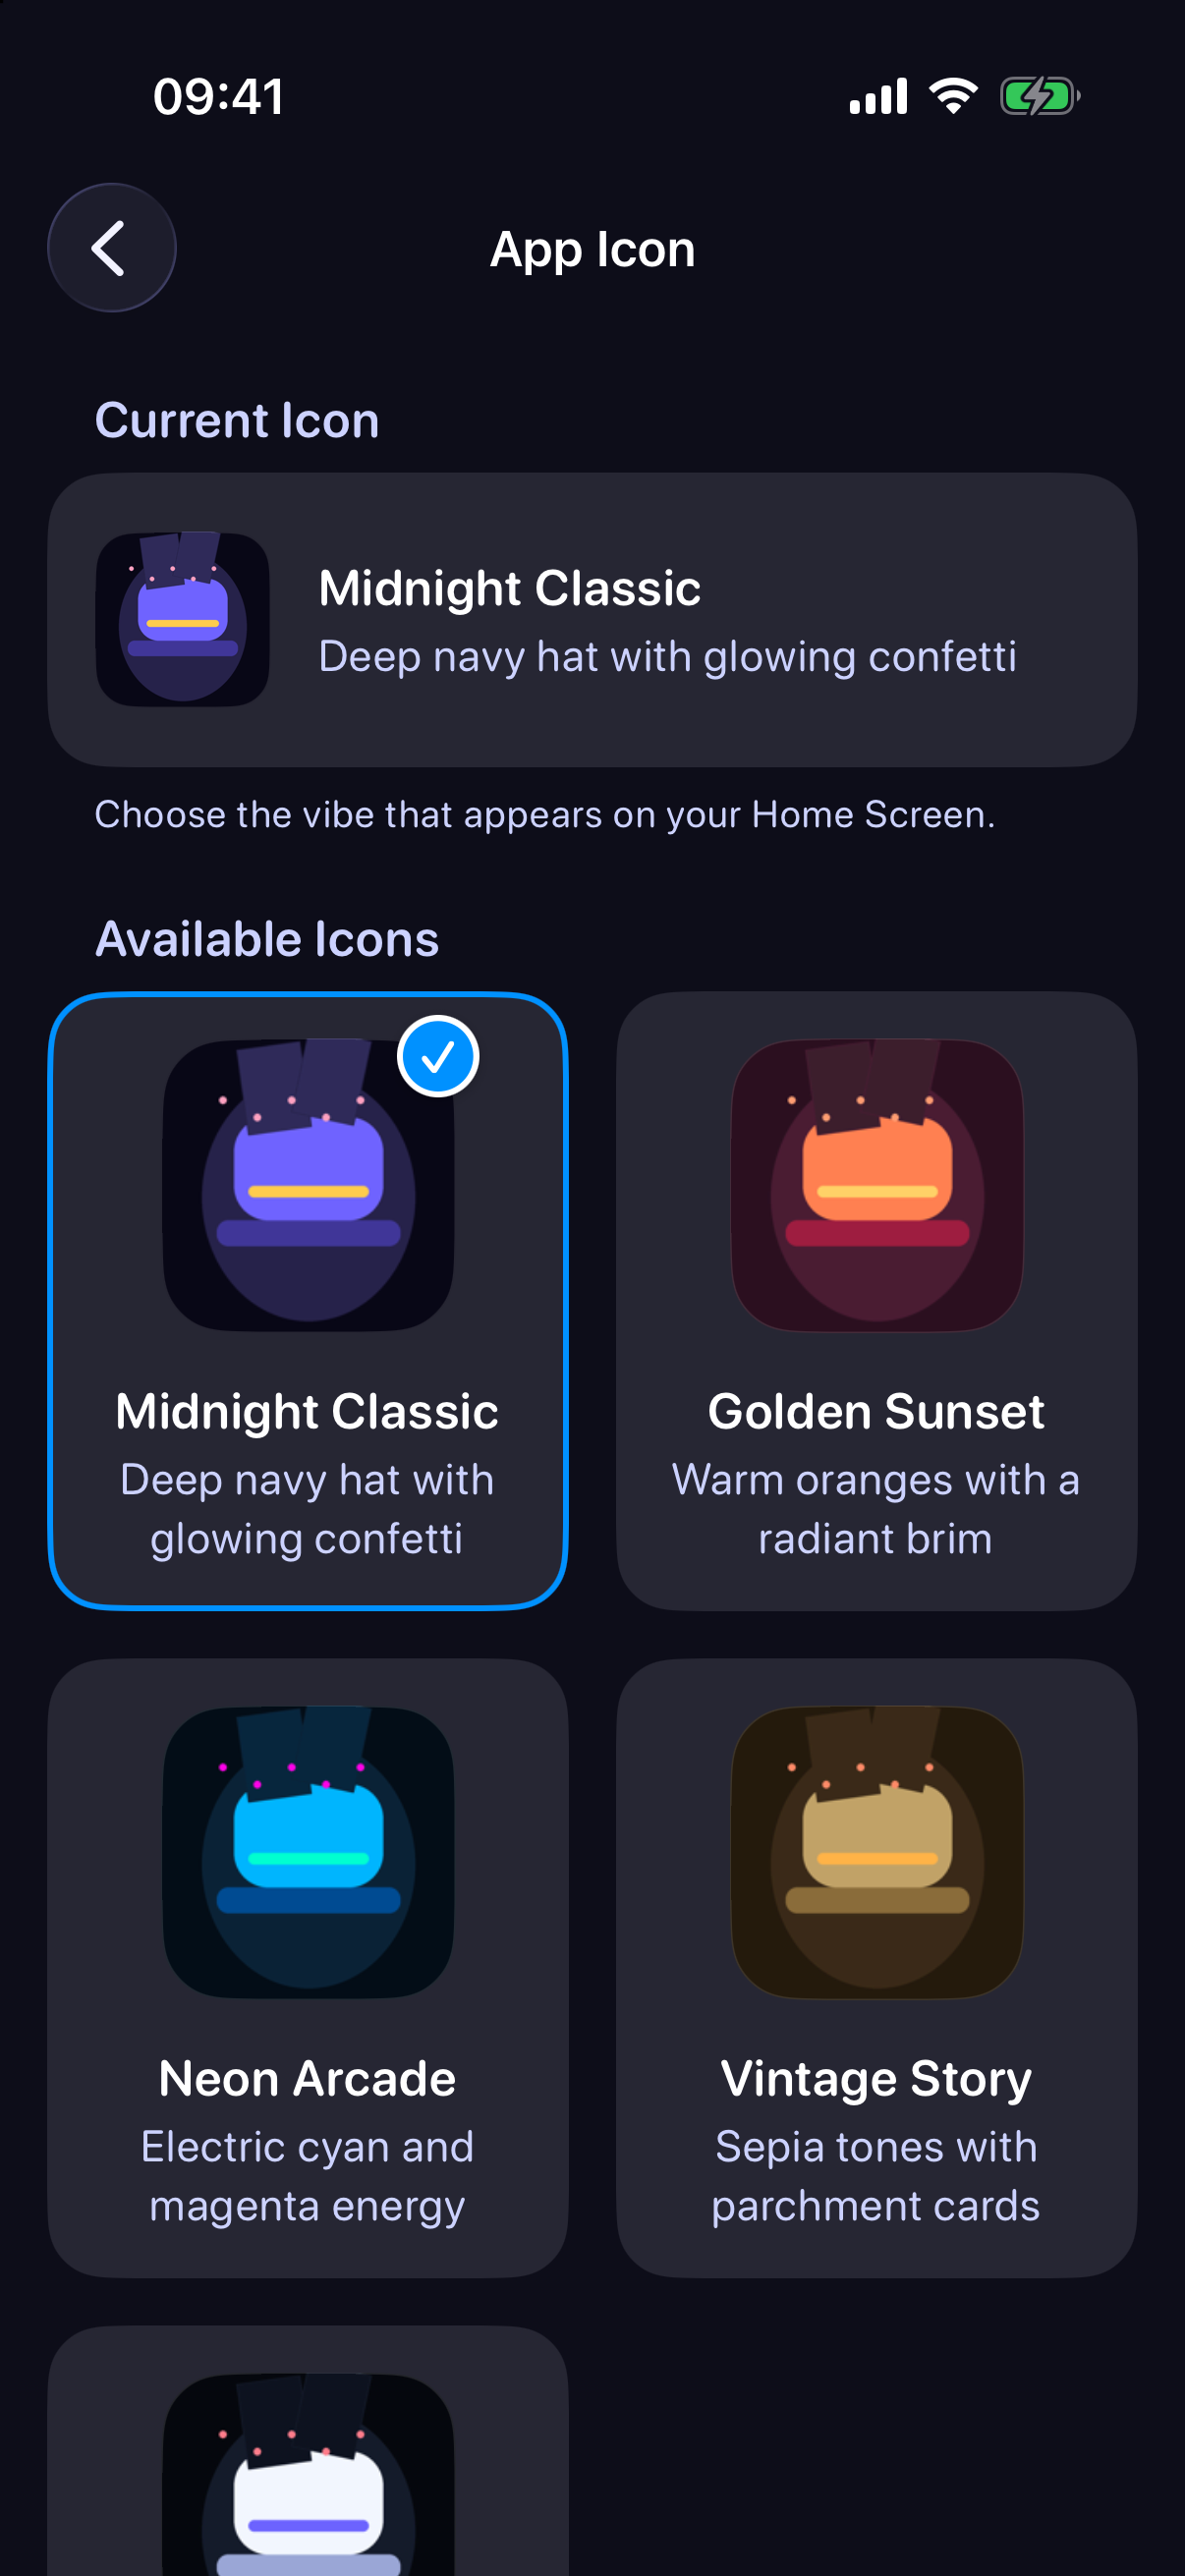 09:41
App Icon
Current Icon
Midnight Classic
Deep navy hat with glowing confetti
Choose the vibe that appears on your Home Screen.
Available Icons
Midnight Classic
Deep navy hat with
glowing confetti
Golden Sunset
Warm oranges with a
radiant brim
Neon Arcade
Electric cyan and
magenta energy
Vintage Story
Sepia tones with
parchment cards